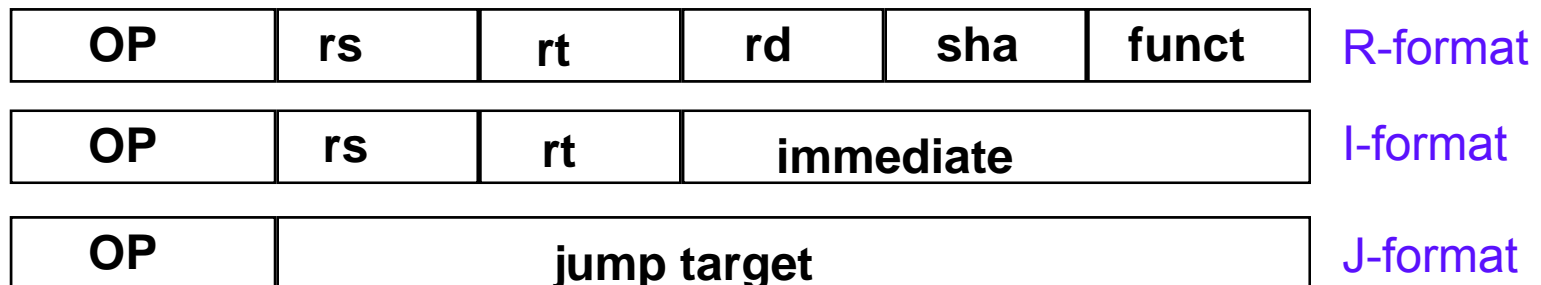 OP rs rt rd sha funct R-format
OP rs rt immediate I-format
OP jump target J-format